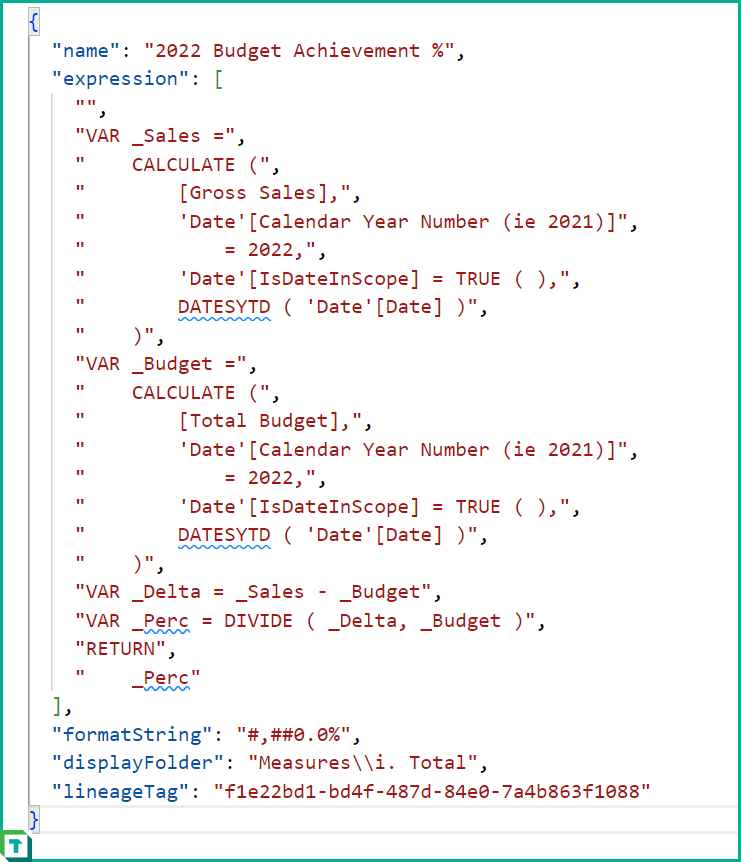 {
  "name": "2022 Budget Achievement %",
  "expression": [
    "",
    "VAR _Sales =",
    "    CALCULATE (",
    "        [Gross Sales],",
    "        'Date'[Calendar Year Number (ie 2021)]",
    "            = 2022,",
    "        'Date'[IsDateInScope] = TRUE ( ),",
    "        DATESYTD ( 'Date'[Date] )",
    "    )",
    "VAR _Budget =",
    "    CALCULATE (",
    "        [Total Budget],",
    "        'Date'[Calendar Year Number (ie 2021)]",
    "            = 2022,",
    "        'Date'[IsDateInScope] = TRUE ( ),",
    "        DATESYTD ( 'Date'[Date] )",
    "    )",
    "VAR _Delta = _Sales - _Budget",
    "VAR _Perc = DIVIDE ( _Delta, _Budget )",
    "RETURN",
    "    _Perc"
  ],
  "formatString": "#,##0.0%",
  "displayFolder": "Measures\\i. Total",
  "lineageTag": "f1e22bd1-bd4f-487d-84e0-7a4b863f1088"
}
T